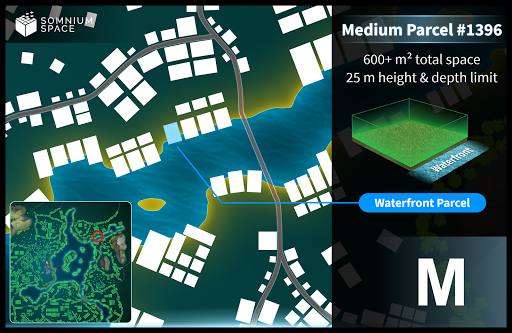 SOMNIUM
SPACE
Medium Parcel #1396
600+ m² total space
25 m height & depth limit
Waterfront
Waterfront Parcel
M